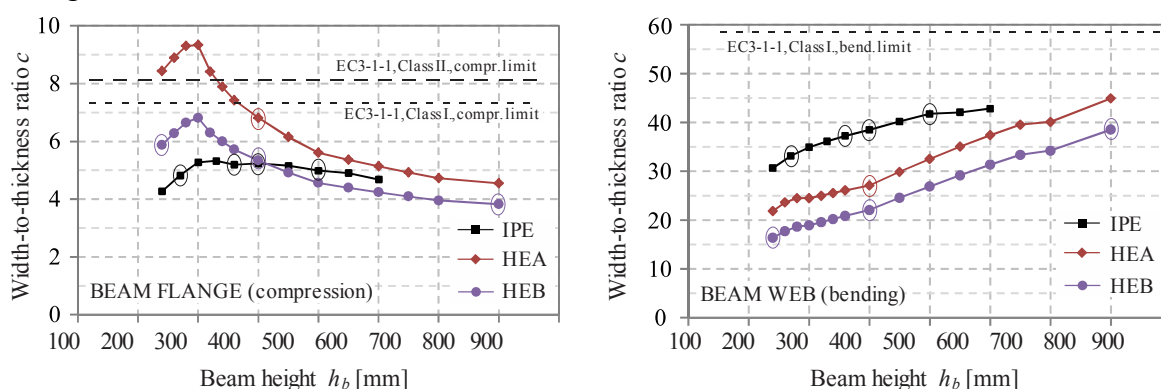 10
8
6
4
2
0
100 200 300 400 500 600 700 800 900
Width-to-thickness ratio c
EC3-1-1,ClassII,compr.limit
EC3-1-1,ClassI,compr.limit
IPE
HEA
HEB
BEAM FLANGE (compression)
Beam height h_b [mm]
60
50
40
30
20
10
0
100 200 300 400 500 600 700 800 900
Width-to-thickness ratio c
EC3-1-1,ClassI,bend.limit
IPE
HEA
HEB
BEAM WEB (bending)
Beam height h_b [mm]